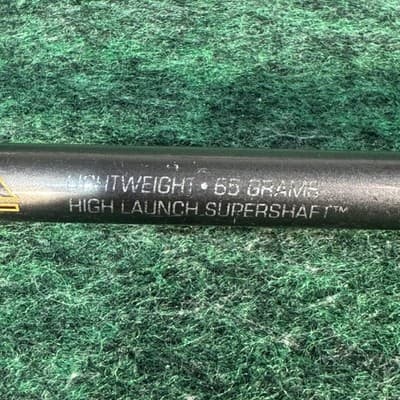 LIGHTWEIGHT • 65 GRAMS
HIGH LAUNCH SUPERSHAFT™